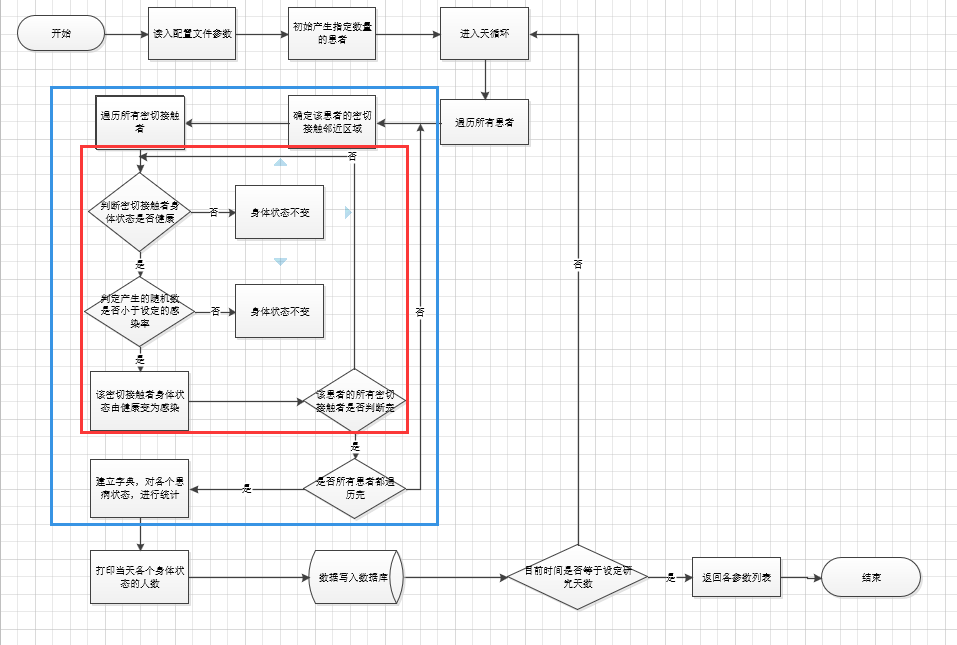 开始
读入配置文件参数
初始产生指定数量
的患者
进入天循环
遍历所有密切接触
者
确定该患者的密切
接触邻近区域
遍历所有患者
否
判断密切接触者身
体状态是否健康
否
身体状态不变
是
否
判定产生的随机数
是否小于设定的感
染率
否
身体状态不变
否
是
该密切接触者身体状
态由健康变为感染
该患者的所有密切
接触者是否判断完
是
建立字典，对各个患
病状态，进行统计
是
是否所有患者都遍
历完
打印当天各个身体状
态的人数
数据写入数据库
目前时间是否等于设定研
究天数
是
返回各参数列表
结束